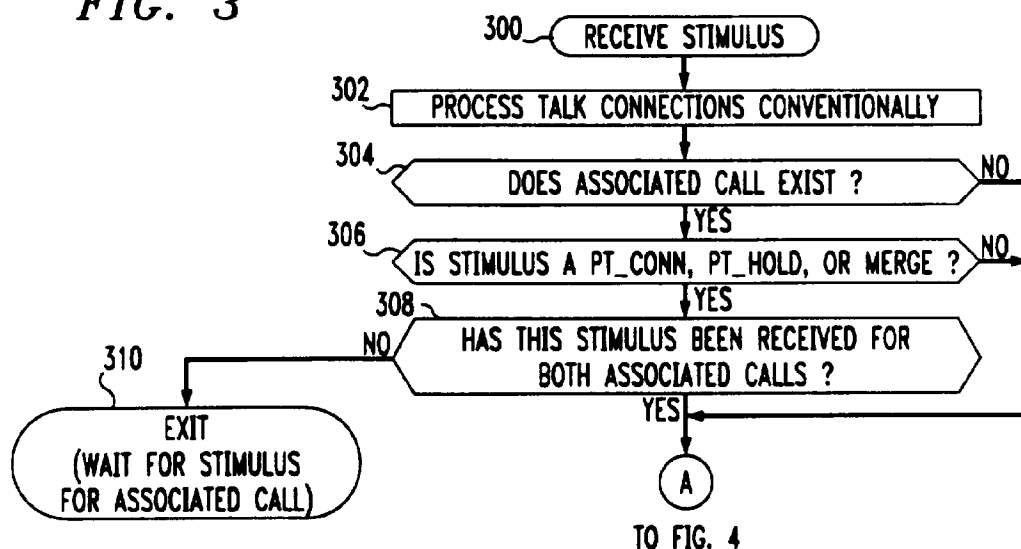 FIG. 3
300
RECEIVE STIMULUS
302
PROCESS TALK CONNECTIONS CONVENTIONALLY
304
DOES ASSOCIATED CALL EXIST ?
NO
YES
306
IS STIMULUS A PT_CONN, PT_HOLD, OR MERGE ?
NO
YES
308
HAS THIS STIMULUS BEEN RECEIVED FOR
BOTH ASSOCIATED CALLS ?
NO
YES
310
EXIT
(WAIT FOR STIMULUS
FOR ASSOCIATED CALL)
A
TO FIG. 4